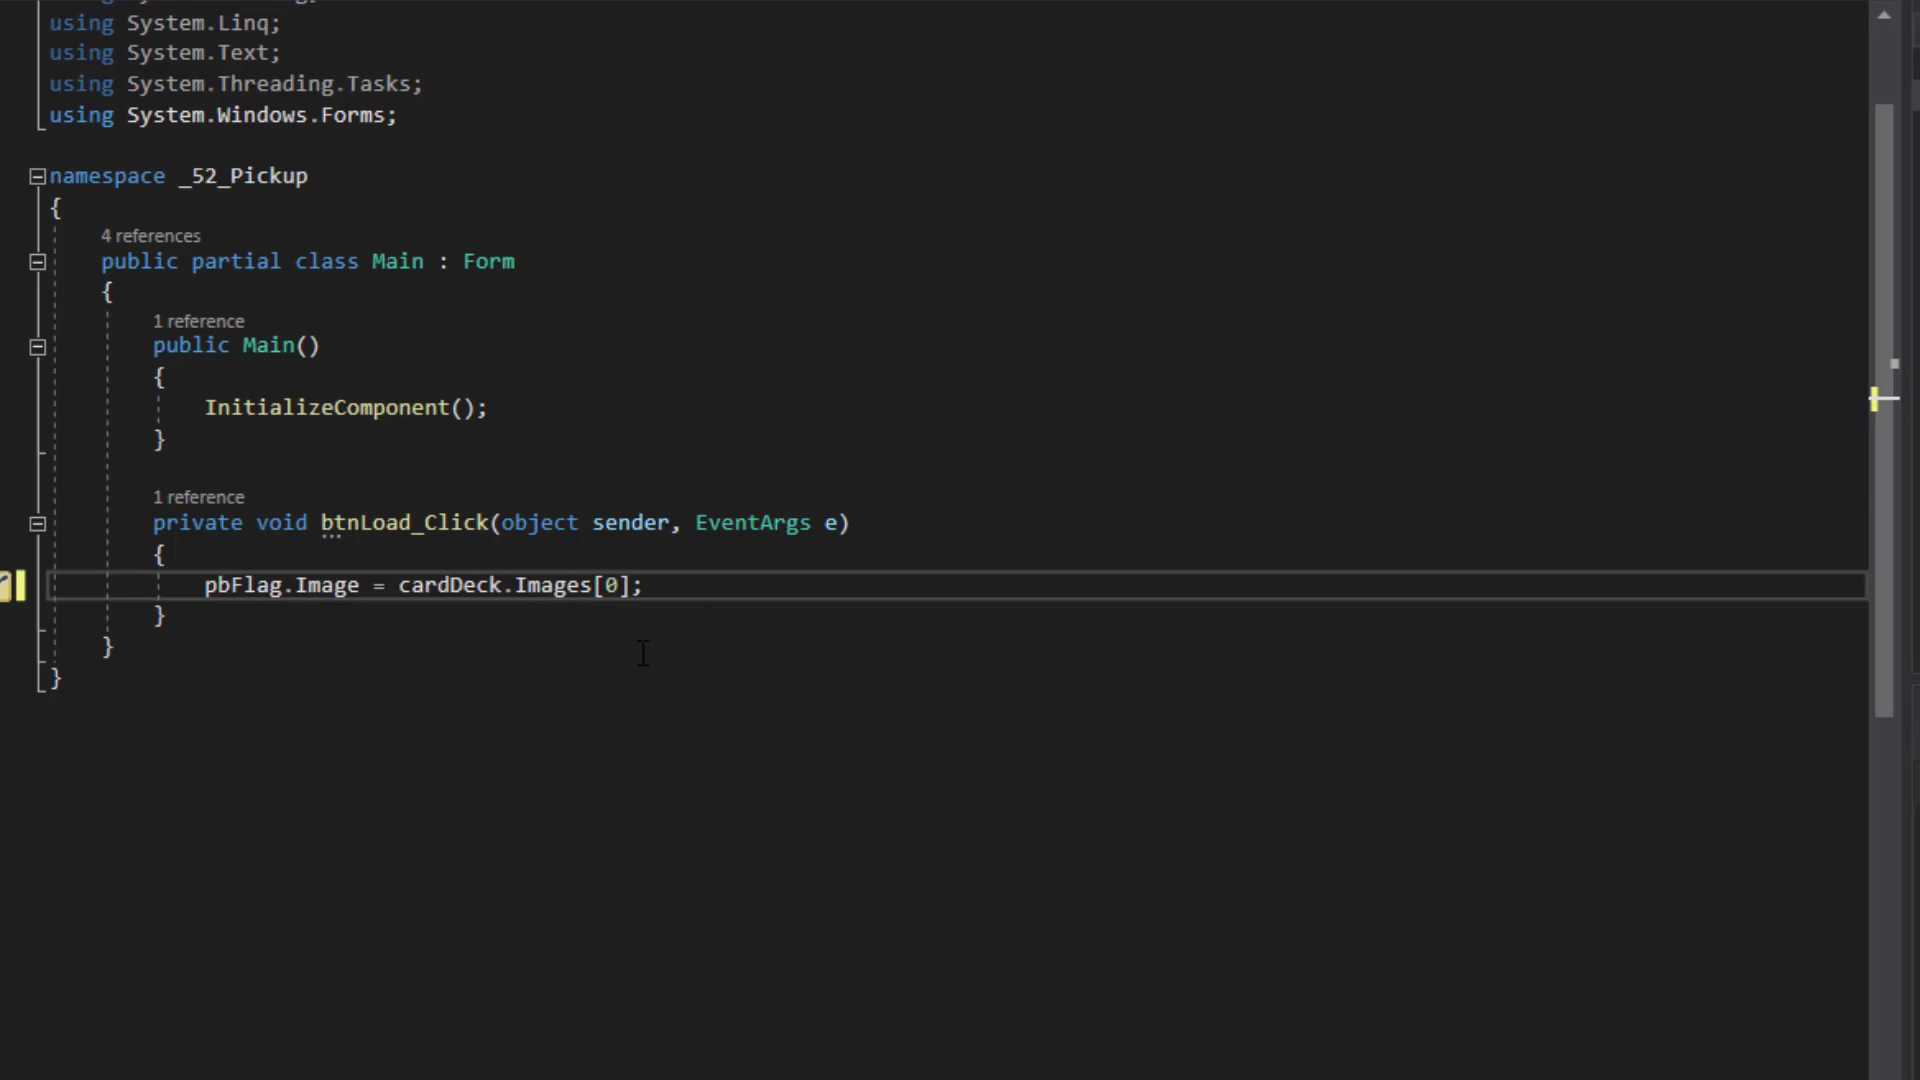 using System.Linq;
using System.Text;
using System.Threading.Tasks;
using System.Windows.Forms;
namespace _52_Pickup
{
4 references
public partial class Main : Form
{
1 reference
public Main()
{
InitializeComponent();
}
1 reference
private void btnLoad_Click(object sender, EventArgs e)
{
pbFlag.Image = cardDeck.Images[0];
}
}
}